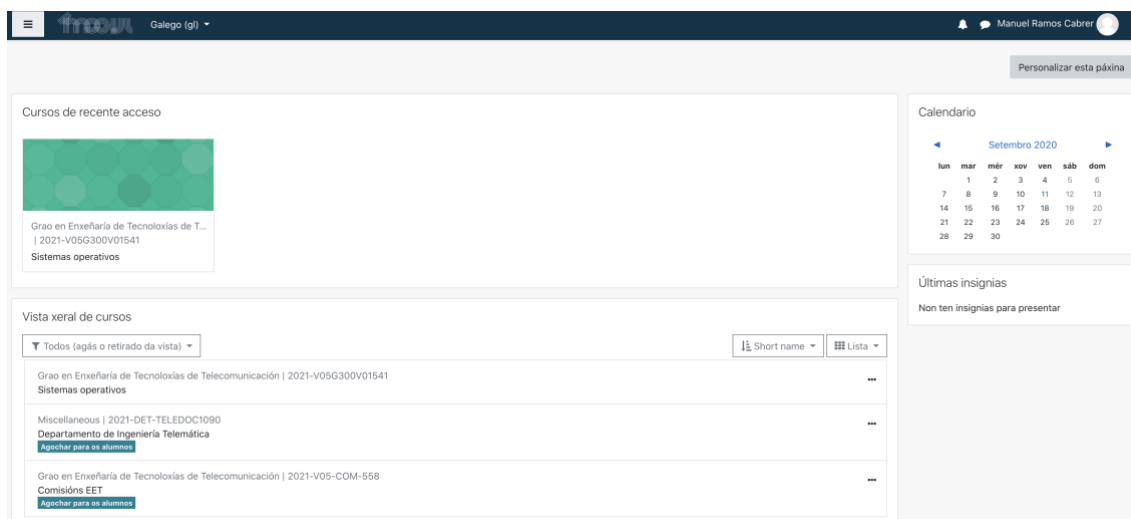 Galego (gl)
Manuel Ramos Cabrer
Personalizar esta páxina
Cursos de recente acceso
Grao en Enxeñaría de Tecnoloxías de T...
| 2021-V05G300V01541
Sistemas operativos
Vista xeral de cursos
Todos (agás o retirado da vista)
Short name
Lista
Grao en Enxeñaría de Tecnoloxías de Telecomunicación | 2021-V05G300V01541
Sistemas operativos
Miscellaneous | 2021-DET-TELEDOC1090
Departamento de Ingeniería Telemática
Agochar para os alumnos
Grao en Enxeñaría de Tecnoloxías de Telecomunicación | 2021-V05-COM-558
Comisións EET
Agochar para os alumnos
Calendario
Setembro 2020
lun mar mér xov ven sáb dom
1 2 3 4 5 6
7 8 9 10 11 12 13
14 15 16 17 18 19 20
21 22 23 24 25 26 27
28 29 30
Últimas insignias
Non ten insignias para presentar